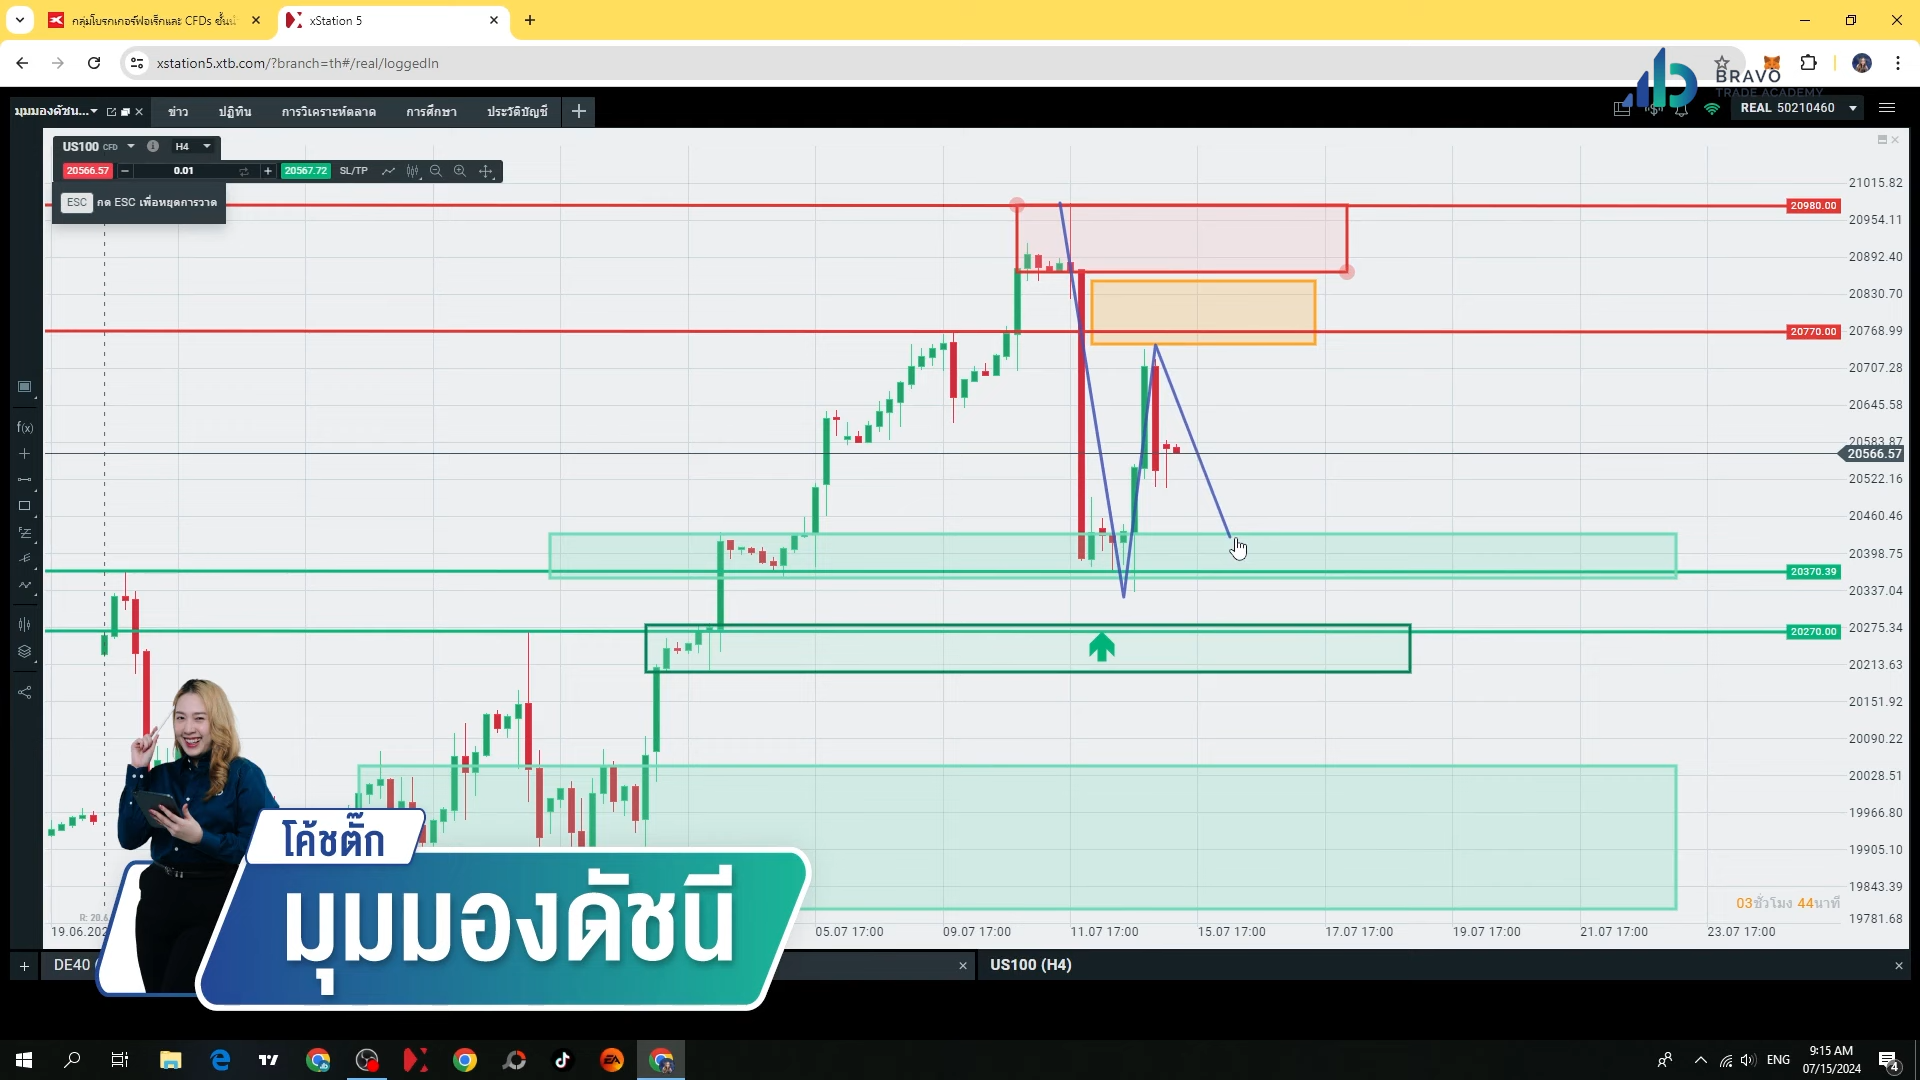 กลุ่มโบรกเกอร์ฟอเร็กและ CFDs ชั้นน
xStation 5
xstation5.xtb.com/?branch=th#/real/loggedIn
BRAVO
TRADE ACADEMY
มุมมองดัชน...
ข่าว
ปฏิทิน
การวิเคราะห์ตลาด
การศึกษา
ประวัติบัญชี
REAL 50210460
US100 CFD
H4
20566.57
0.01
20567.72
SL/TP
ESC กด ESC เพื่อหยุดการวาด
21015.82
20980.00
20954.11
20892.40
20830.70
20770.00
20768.99
20707.28
20645.58
20583.87
20566.57
20522.16
20460.46
20398.75
20370.39
20337.04
20270.00
20275.34
20213.63
20151.92
20090.22
20028.51
19966.80
19905.10
19843.39
03ชั่วโมง 44นาที
19781.68
19.06.202
05.07 17:00
09.07 17:00
11.07 17:00
15.07 17:00
17.07 17:00
19.07 17:00
21.07 17:00
23.07 17:00
DE40
US100 (H4)
โค้ชติ๊ก
มุมมองดัชนี
f(x)
ENG
9:15 AM
07/15/2024
4